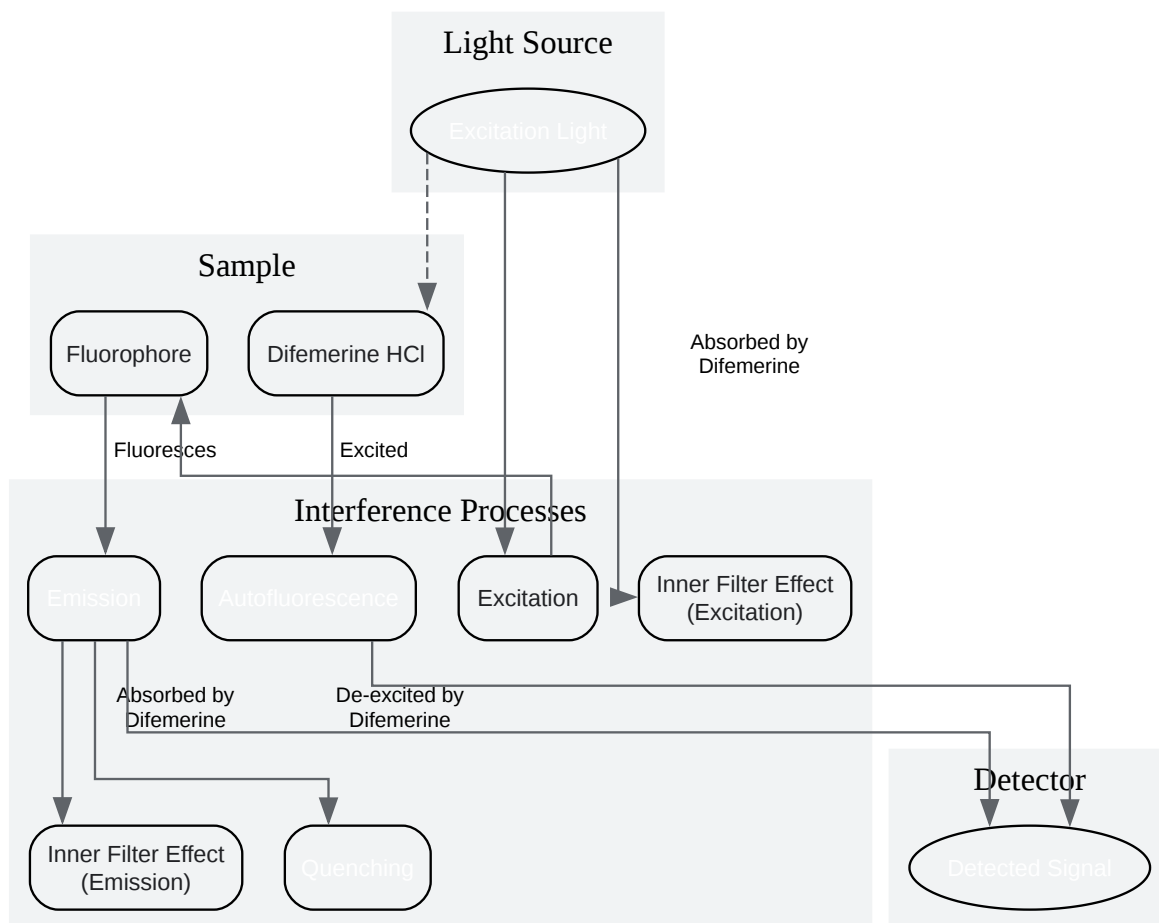 Light Source
Excitation Light
Sample
Fluorophore
Difemerine HCl
Absorbed by
Difemerine
Fluoresces
Excited
Interference Processes
Emission
Autofluorescence
Excitation
Inner Filter Effect
(Excitation)
Absorbed by
Difemerine
De-excited by
Difemerine
Detector
Inner Filter Effect
(Emission)
Quenching
Detected Signal